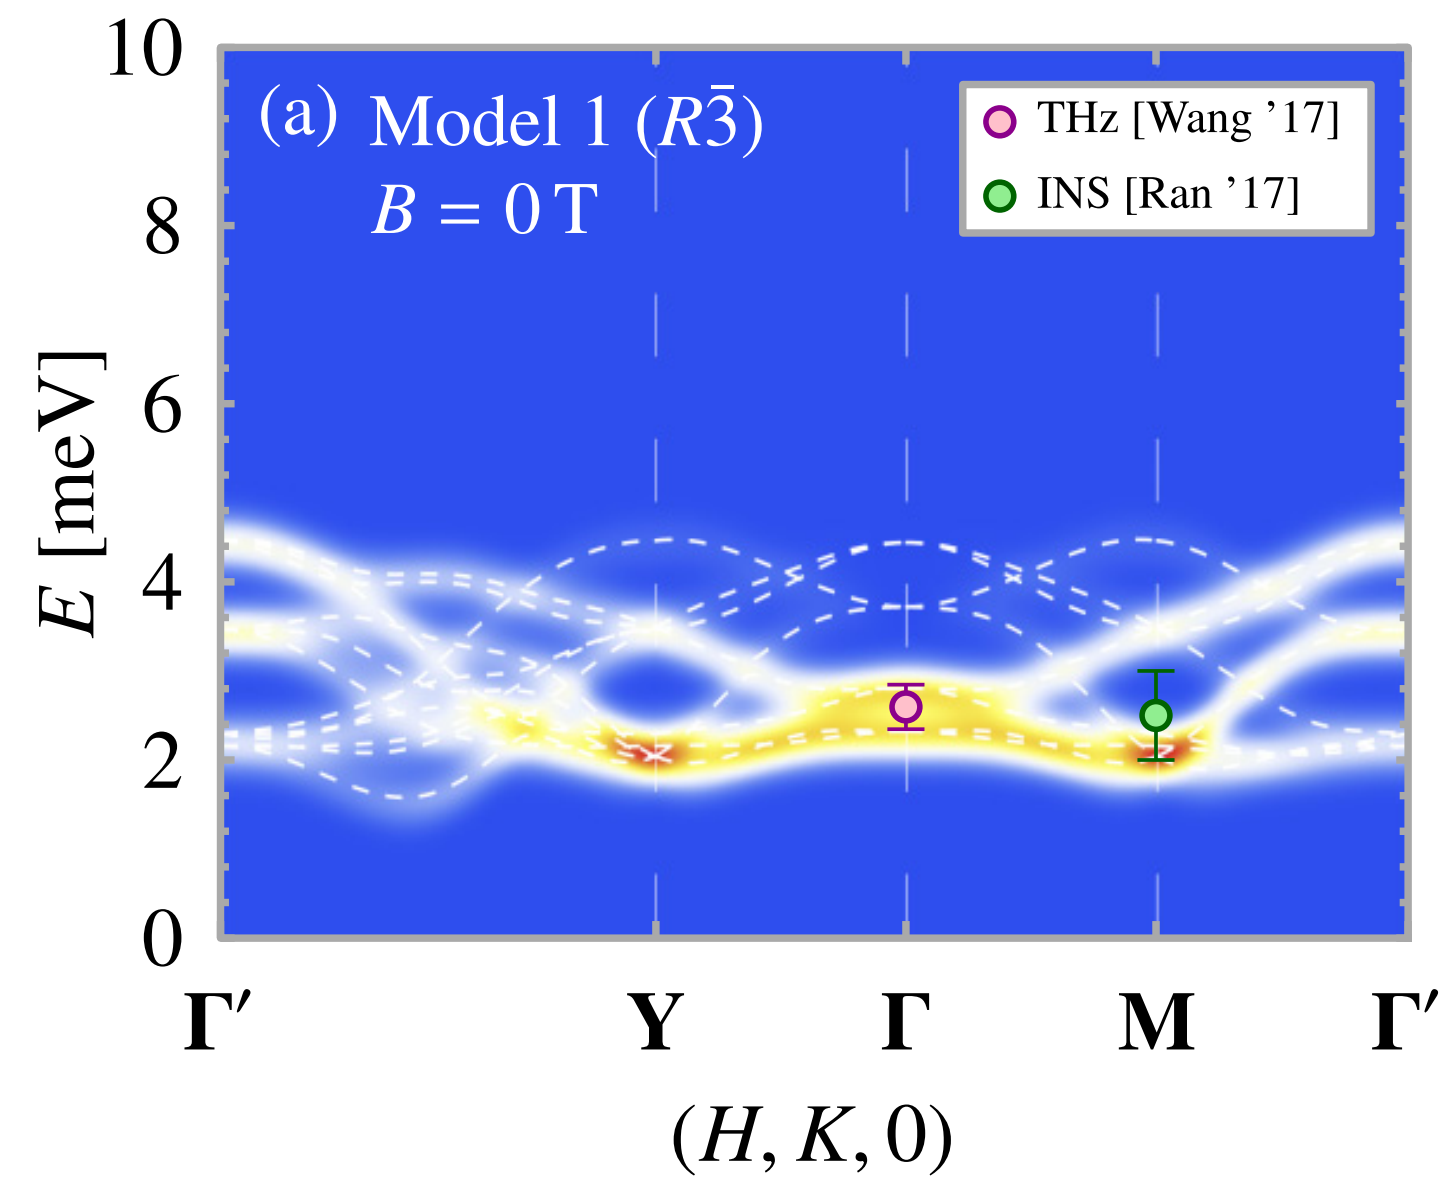 10
8
6
4
2
0
E [meV]
(a) Model 1 (R3̄)
B = 0 T
THz [Wang ’17]
INS [Ran ’17]
Γ′ Y Γ M Γ′
(H, K, 0)